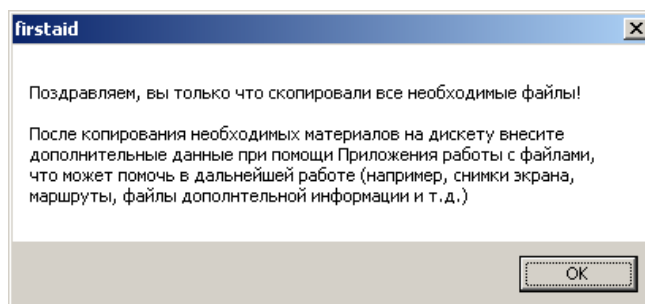 firstaid
Поздравляем, вы только что скопировали все необходимые файлы!
После копирования необходимых материалов на дискету внесите
дополнительные данные при помощи Приложения работы с файлами,
что может помочь в дальнейшей работе (например, снимки экрана,
маршруты, файлы дополнтельной информации и т.д.)
OK